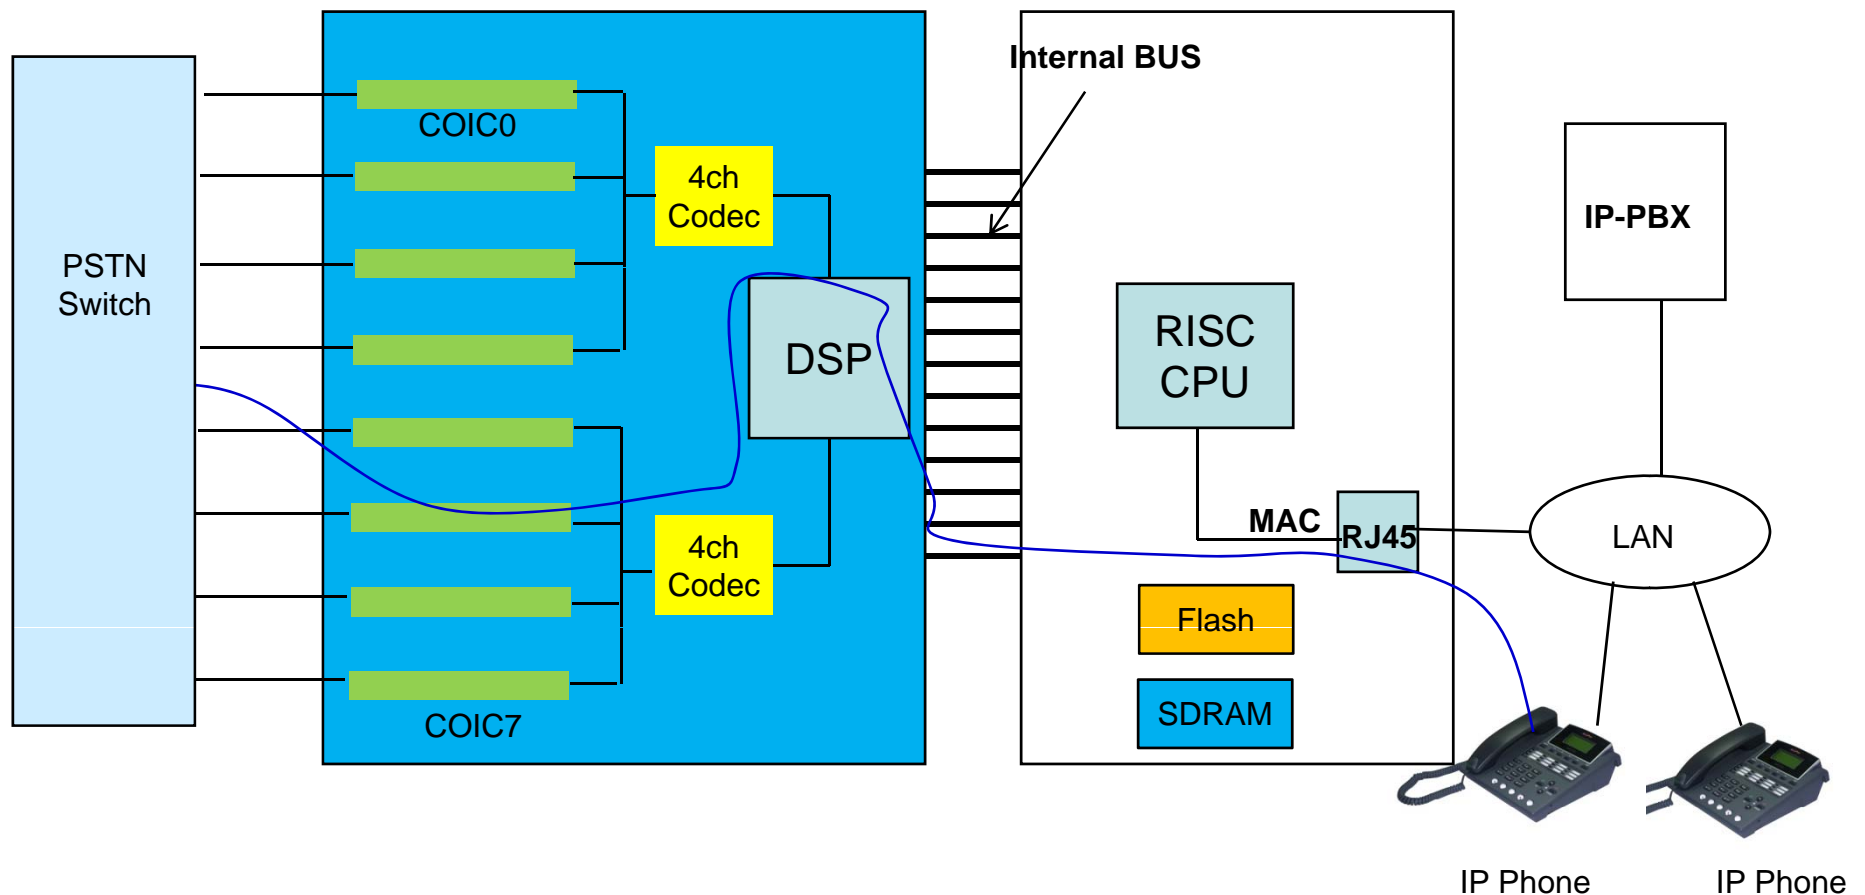 Internal BUS
COIC0
4ch
Codec
IP-PBX
PSTN
Switch
RISC
CPU
DSP
MAC
RJ45
LAN
4ch
Codec
Flash
SDRAM
COIC7
IP Phone
IP Phone